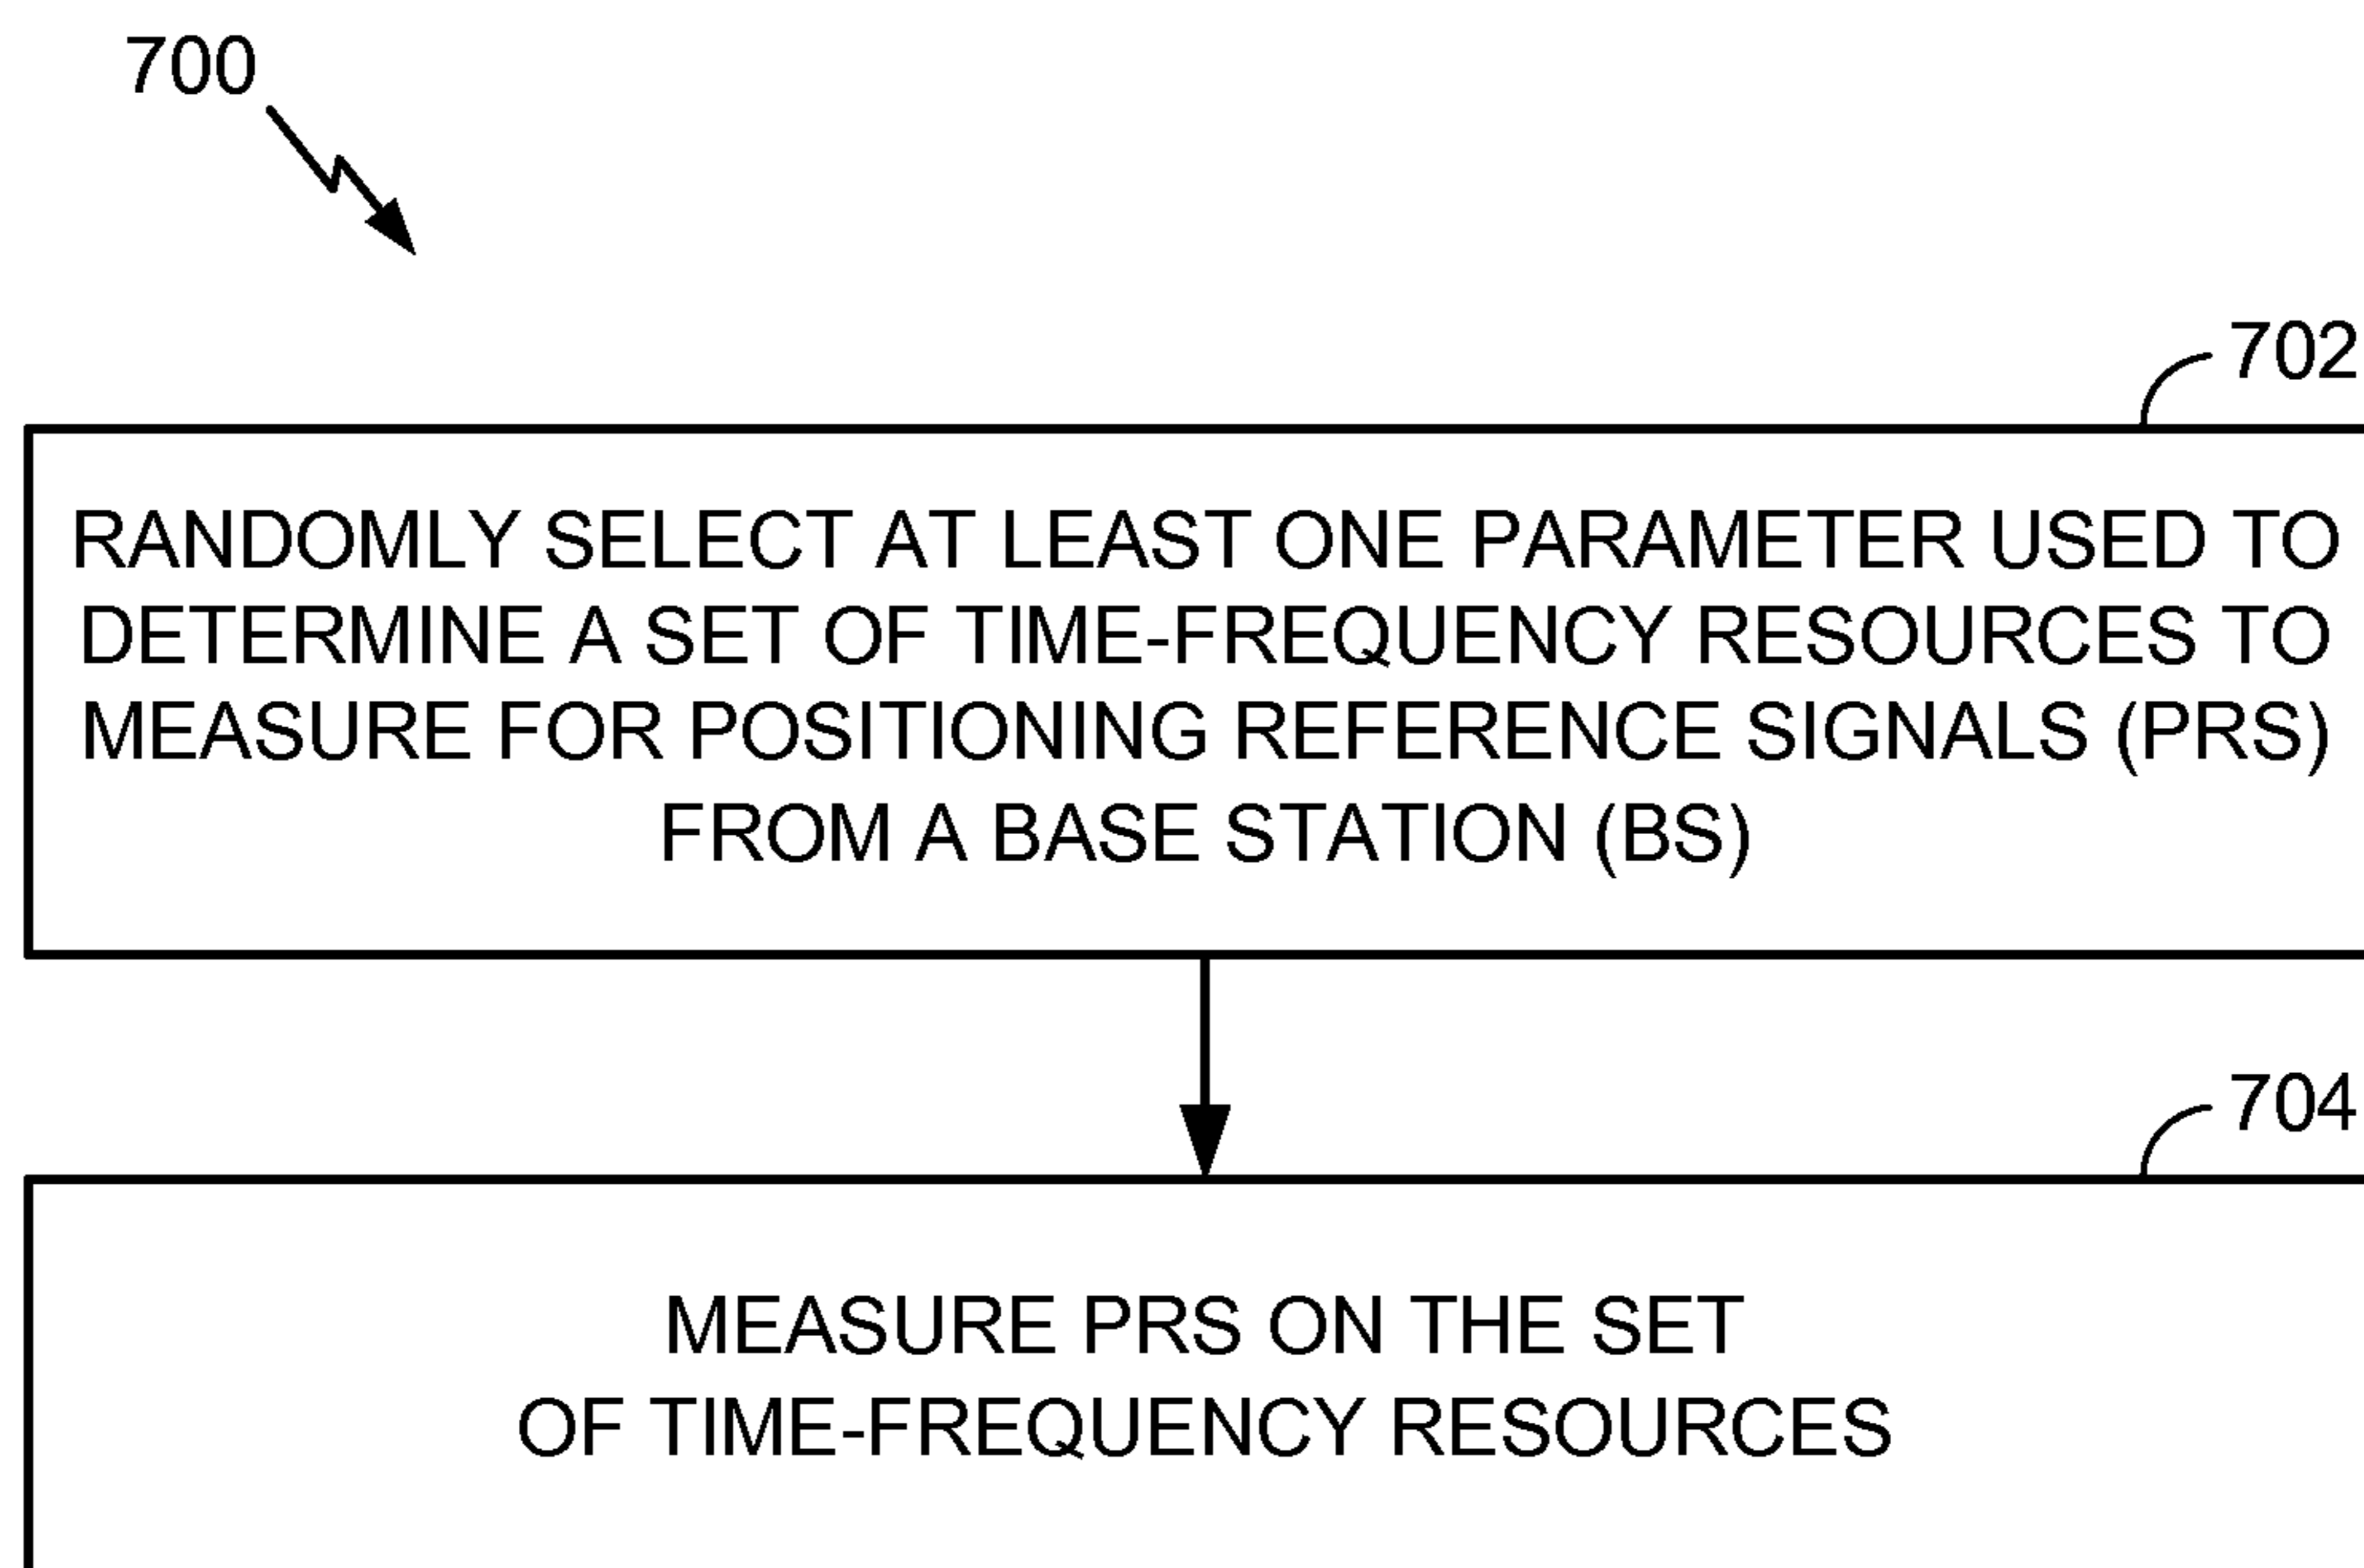 700
702
RANDOMLY SELECT AT LEAST ONE PARAMETER USED TO
DETERMINE A SET OF TIME-FREQUENCY RESOURCES TO
MEASURE FOR POSITIONING REFERENCE SIGNALS (PRS)
FROM A BASE STATION (BS)
704
MEASURE PRS ON THE SET
OF TIME-FREQUENCY RESOURCES